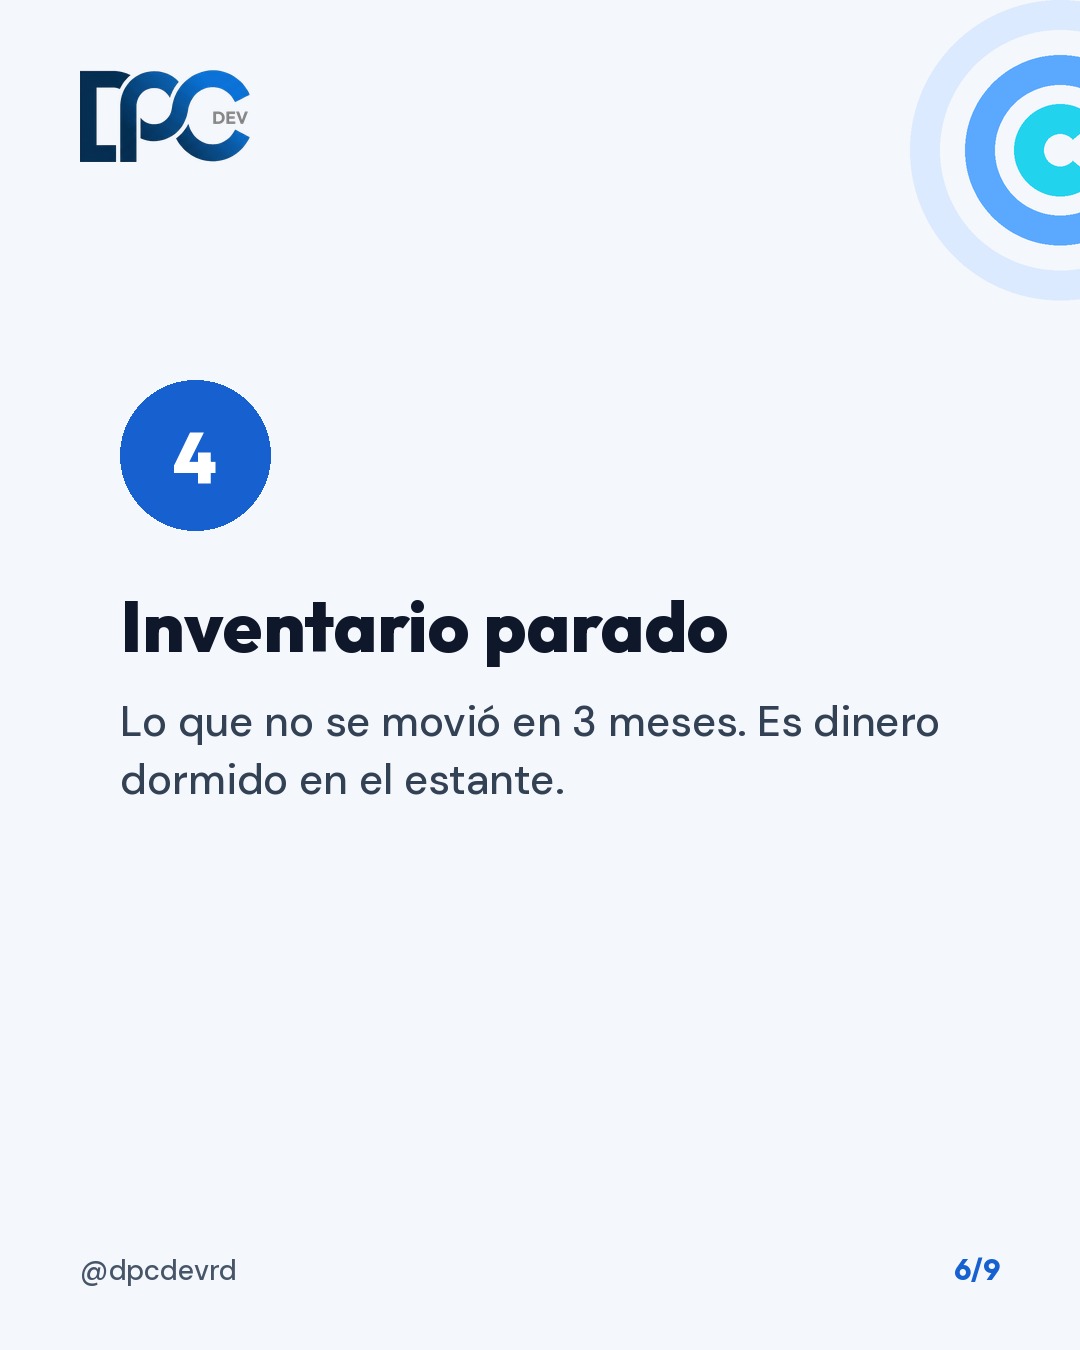 DPC
DEV
4
Inventario parado
Lo que no se movió en 3 meses. Es dinero
dormido en el estante.
@dpcdevrd
6/9